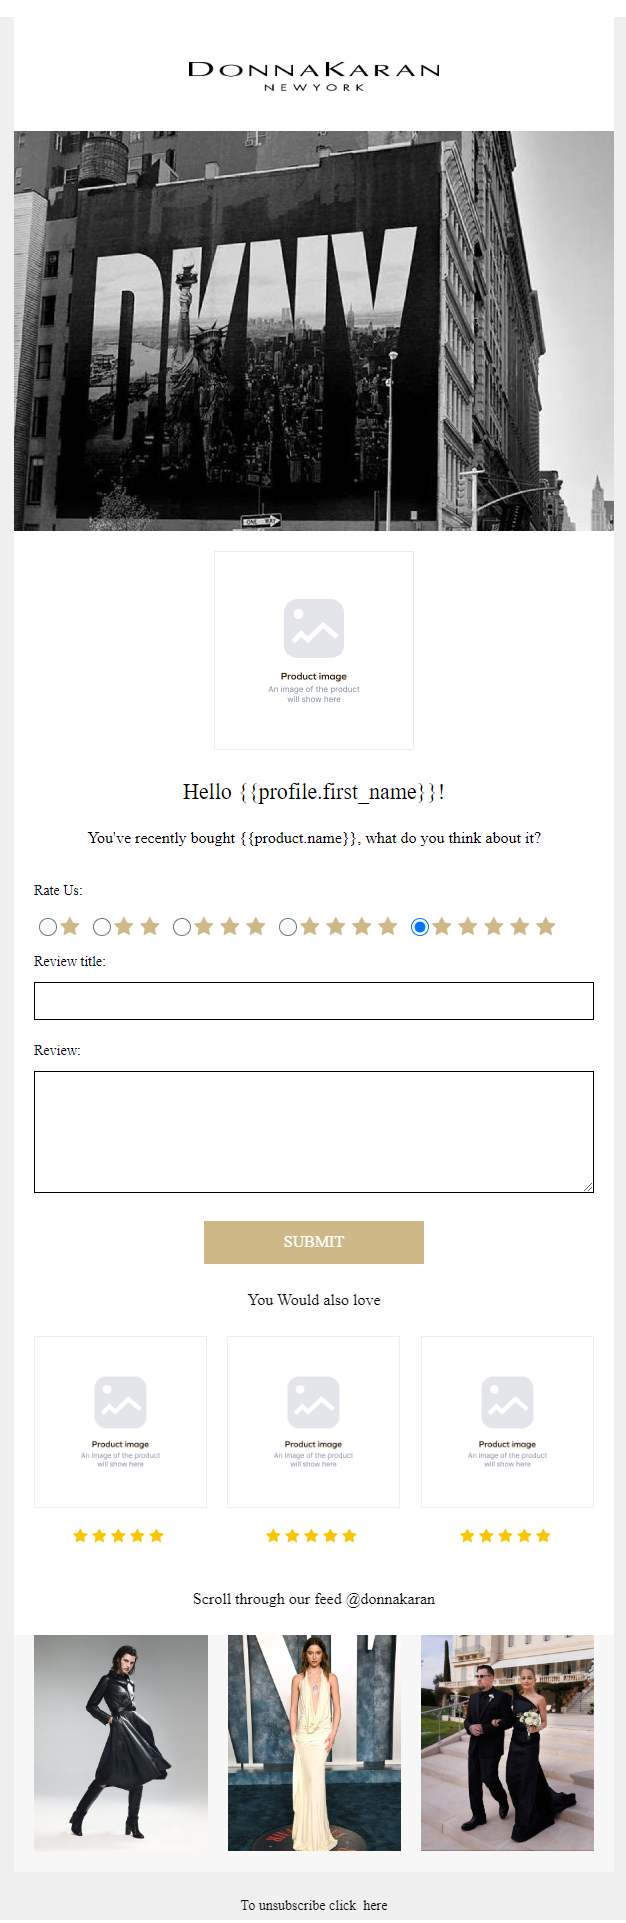 DONNAKARAN
NEWYORK
DKNY
ONE WAY
Product image
An image of the product
will show here
Hello {{profile.first_name}}!
You've recently bought {{product.name}}, what do you think about it?
Rate Us:
Review title:
Review:
SUBMIT
You Would also love
Product image
An image of the product
will show here
Product image
An image of the product
will show here
Product image
An image of the product
will show here
Scroll through our feed @donnakaran
To unsubscribe click here